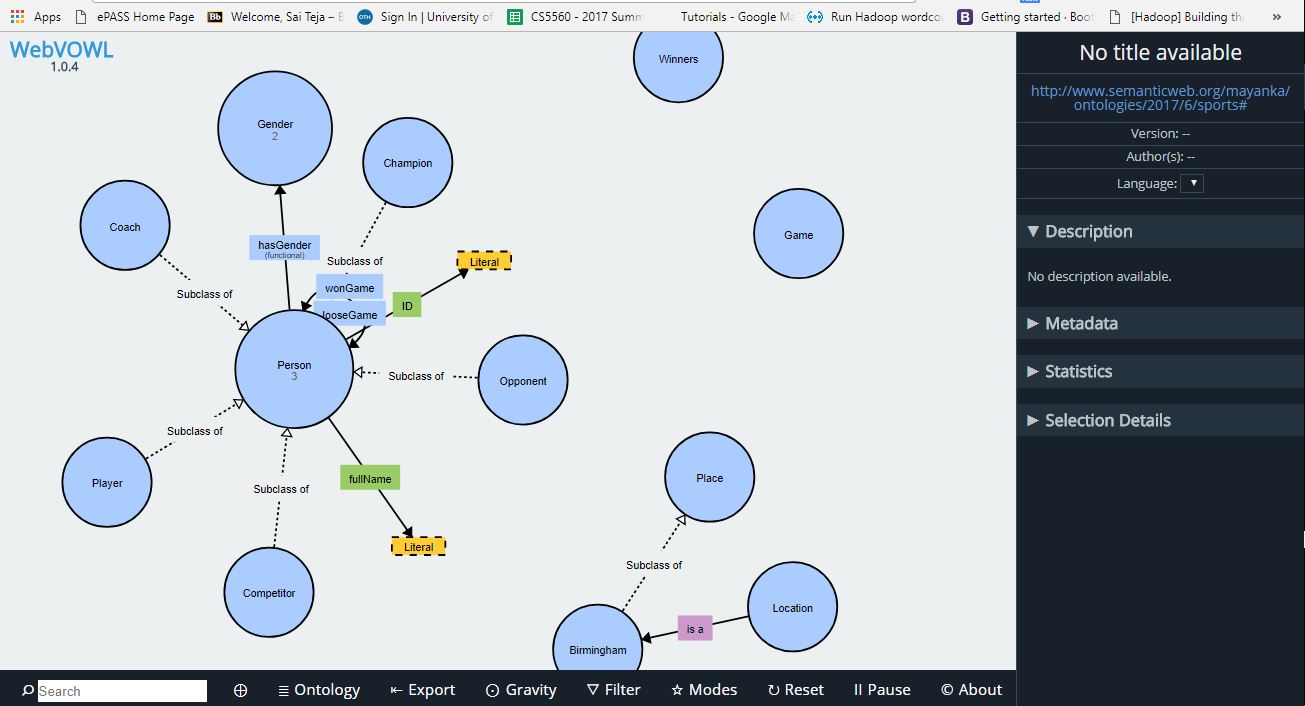 Apps
ePASS Home Page
Bb
Welcome, Sai Teja –
OTH
Sign In | University of
CS5560 - 2017 Summ
Tutorials - Google Ma
Run Hadoop wordco
B
Getting started · Boot
[Hadoop] Building th
»
WebVOWL
1.0.4
Winners
Gender
2
Champion
Coach
Game
hasGender
(functional)
Subclass of
Literal
wonGame
Subclass of
ID
looseGame
Person
3
Subclass of
Opponent
Subclass of
Player
Subclass of
fullName
Place
Literal
Subclass of
Competitor
Location
is a
Birmingham
No title available
http://www.semanticweb.org/mayanka/
ontologies/2017/6/sports#
Version: --
Author(s): --
Language:
Description
No description available.
Metadata
Statistics
Selection Details
Search
Ontology
Export
Gravity
Filter
Modes
Reset
Pause
© About